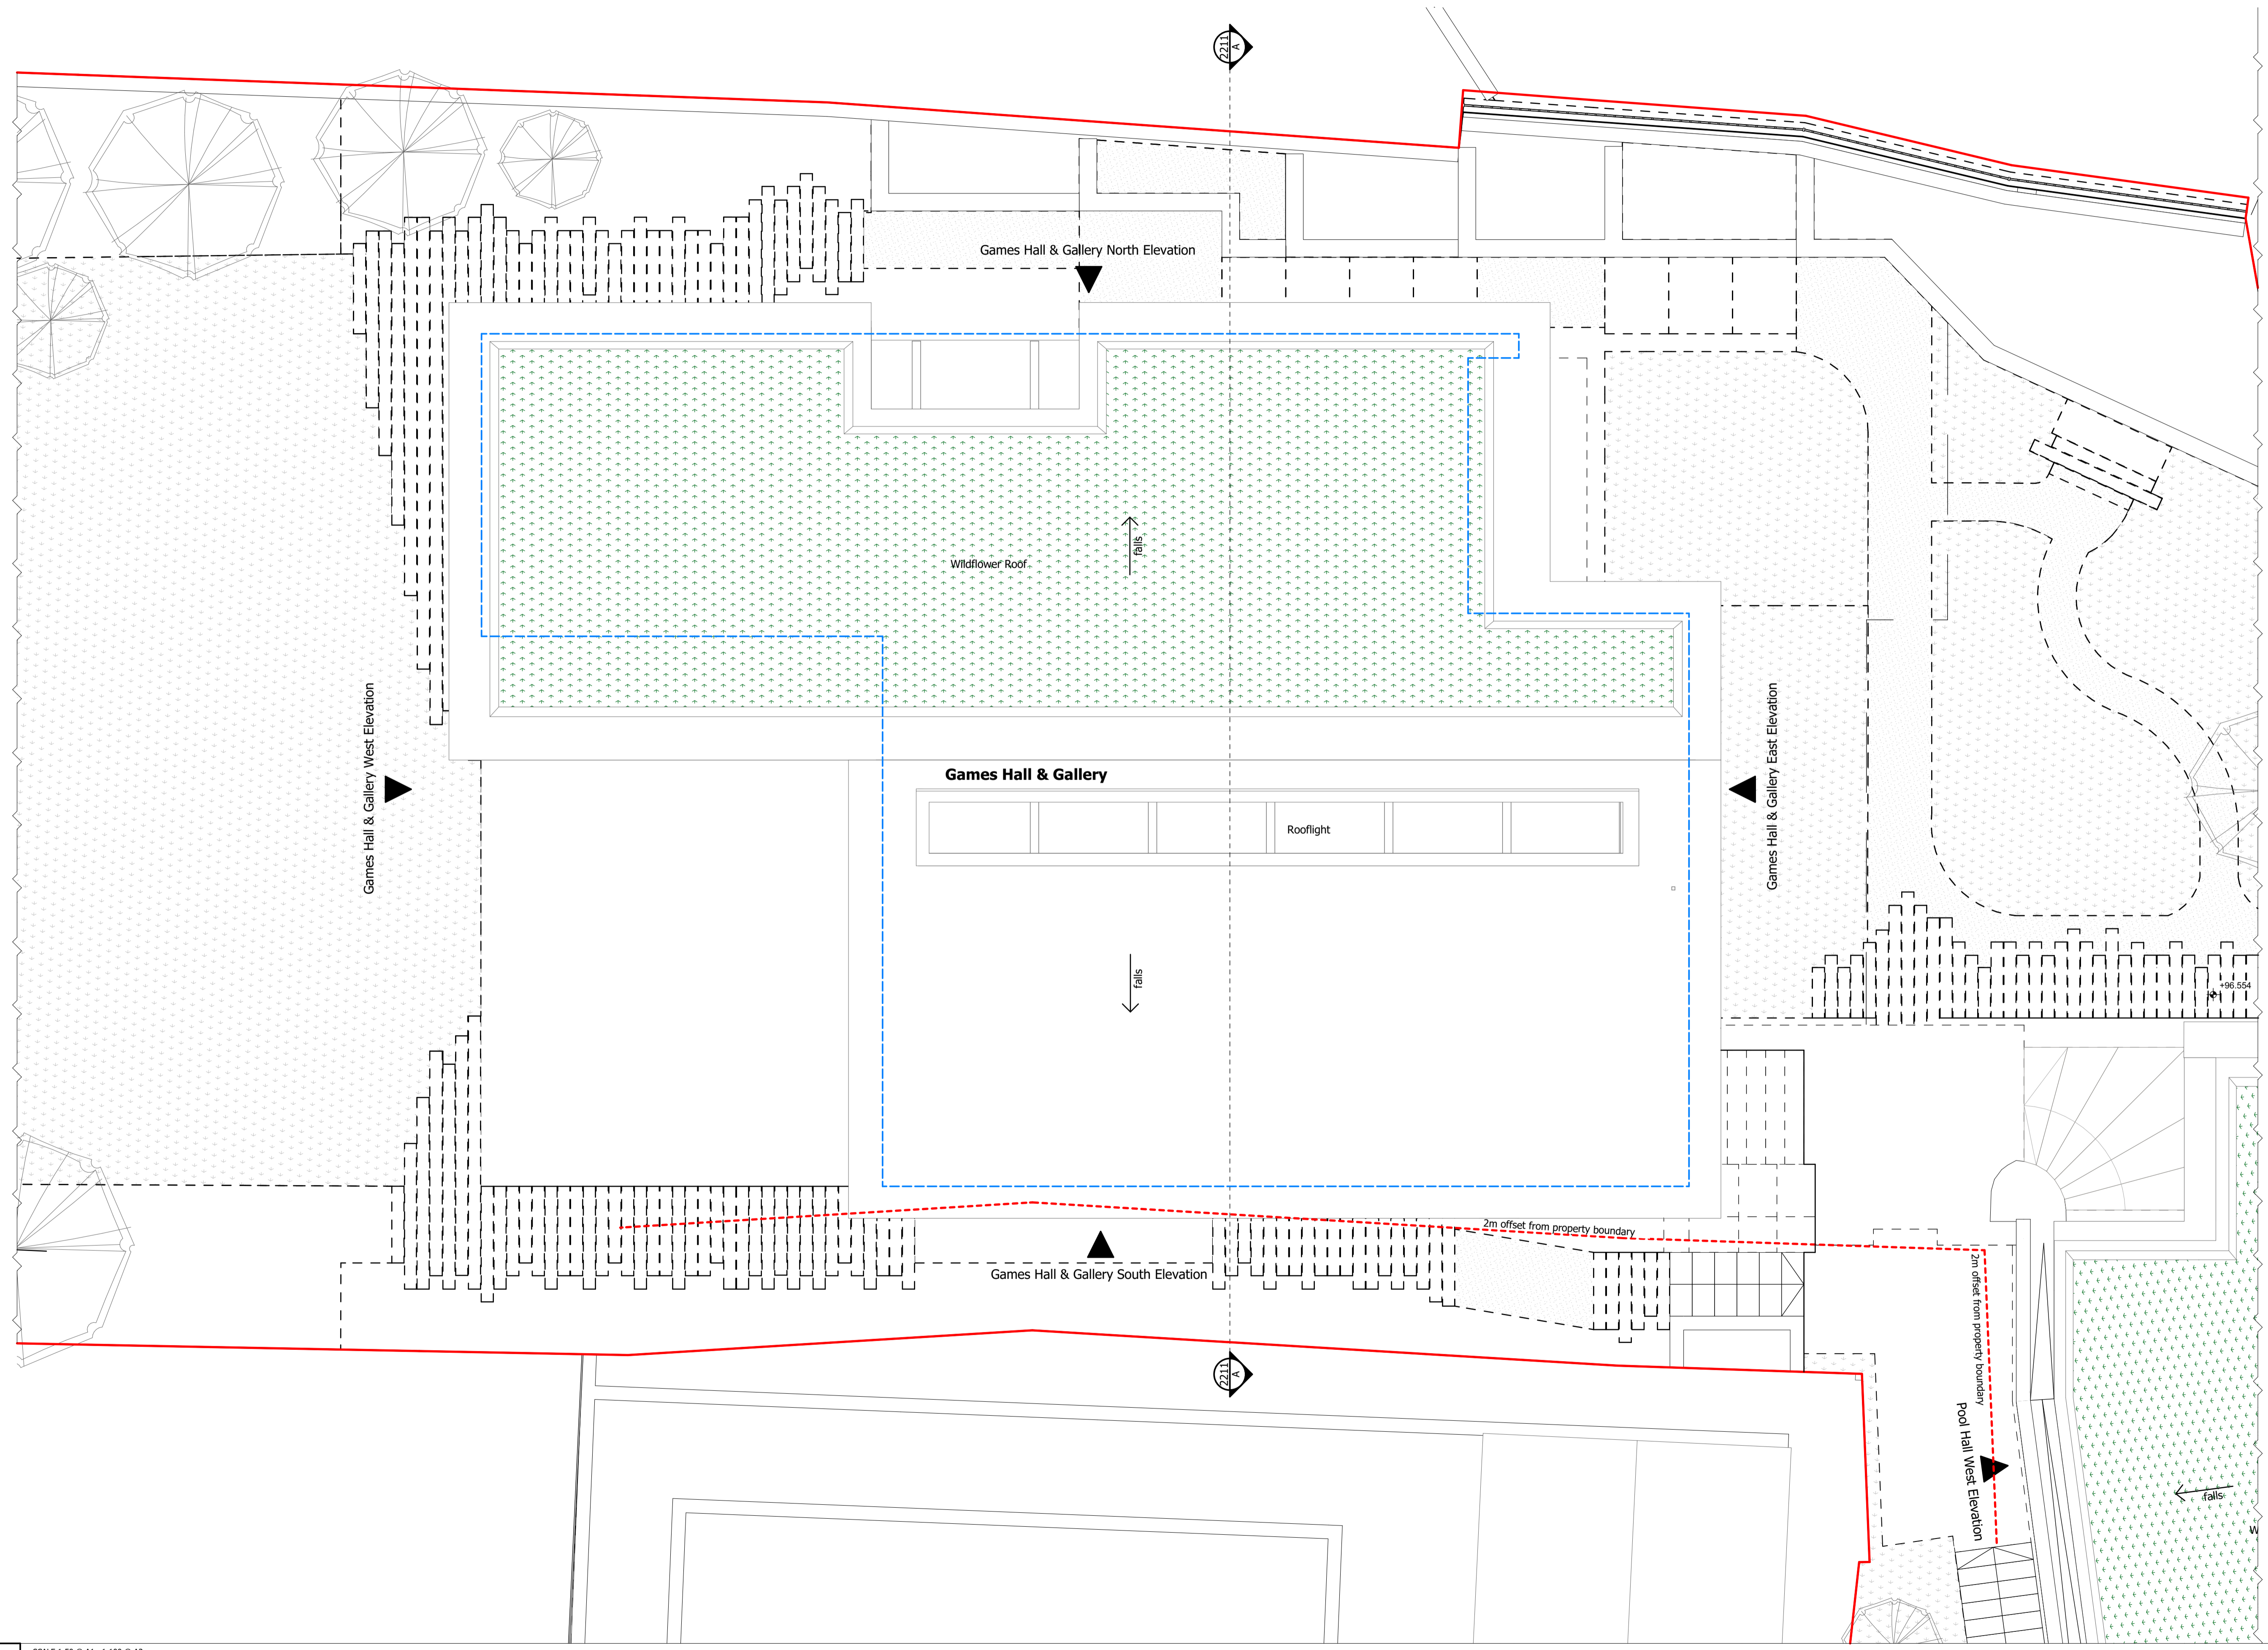 2211
A
Games Hall & Gallery North Elevation
falls
Wildflower Roof
Games Hall & Gallery West Elevation
Games Hall & Gallery East Elevation
Games Hall & Gallery
Rooflight
falls
+96.554
2m offset from property boundary
Games Hall & Gallery South Elevation
2m offset from property boundary
2211
A
Pool Hall West Elevation
falls
W